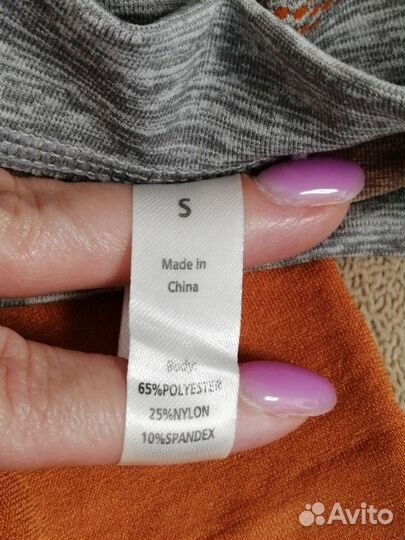 S
Made in
China
Body:
65%POLYESTER
25%NYLON
10%SPANDEX
Avito